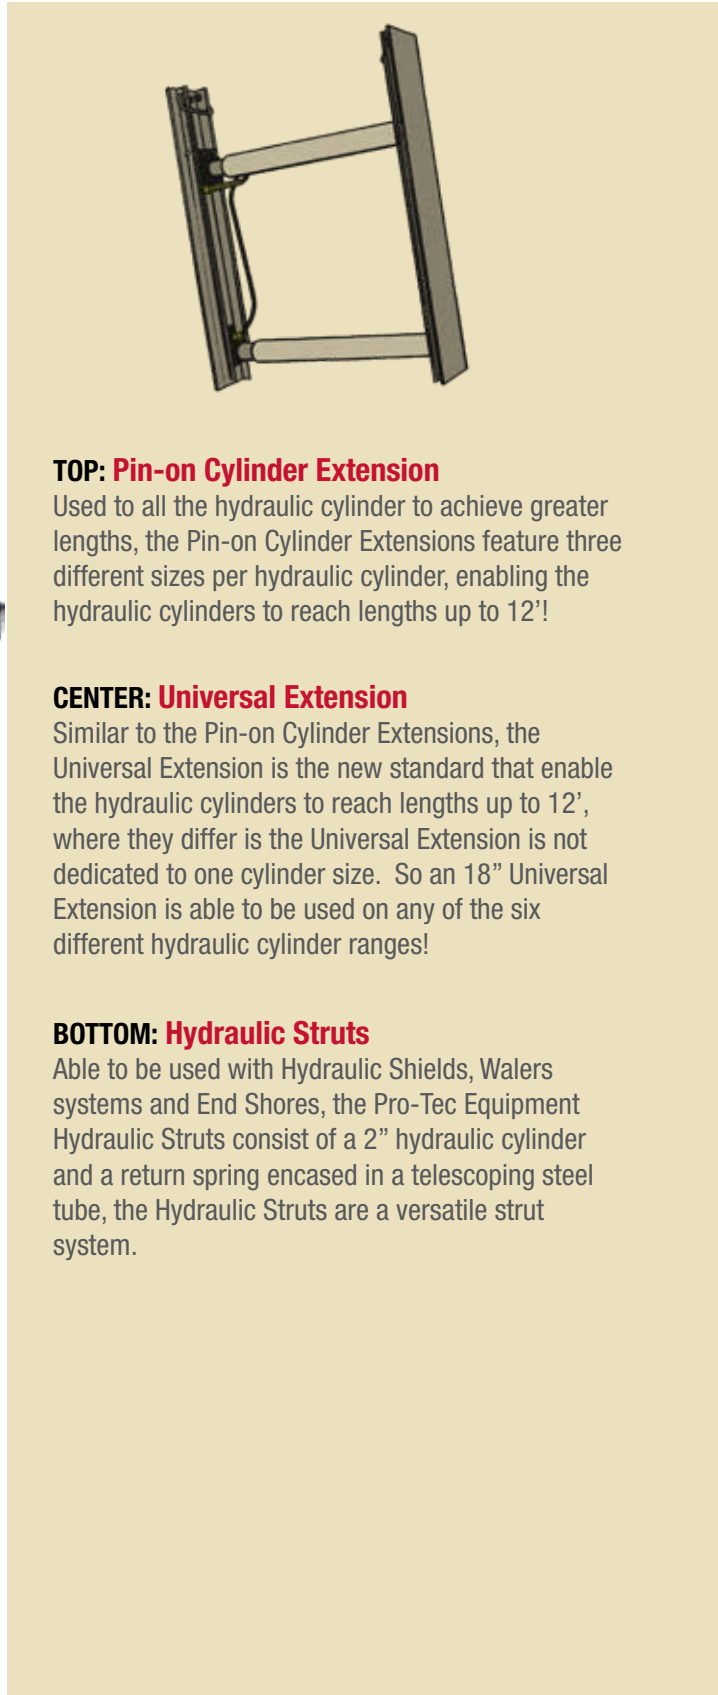 TOP: Pin-on Cylinder Extension
Used to all the hydraulic cylinder to achieve greater
lengths, the Pin-on Cylinder Extensions feature three
different sizes per hydraulic cylinder, enabling the
hydraulic cylinders to reach lengths up to 12’!
CENTER: Universal Extension
Similar to the Pin-on Cylinder Extensions, the
Universal Extension is the new standard that enable
the hydraulic cylinders to reach lengths up to 12’,
where they differ is the Universal Extension is not
dedicated to one cylinder size.  So an 18” Universal
Extension is able to be used on any of the six
different hydraulic cylinder ranges!
BOTTOM: Hydraulic Struts
Able to be used with Hydraulic Shields, Walers
systems and End Shores, the Pro-Tec Equipment
Hydraulic Struts consist of a 2” hydraulic cylinder
and a return spring encased in a telescoping steel
tube, the Hydraulic Struts are a versatile strut
system.